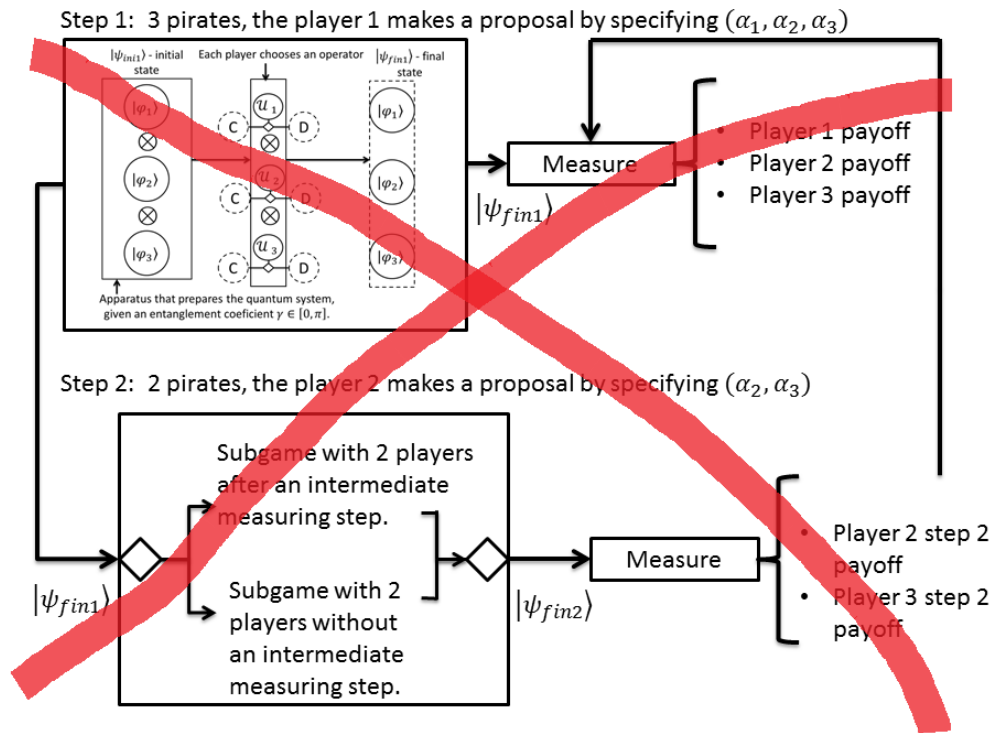 Step 1: 3 pirates, the player 1 makes a proposal by specifying (α₁, α₂, α₃)
|ψ_ini1⟩ - initial
state
Each player chooses an operator
|ψ_fin1⟩ - final
state
|φ₁⟩
|φ₂⟩
|φ₃⟩
⊗
⊗
𝒰₁
C
D
⊗
𝒰₂
C
D
⊗
𝒰₃
C
D
|φ₁⟩
|φ₂⟩
|φ₃⟩
Apparatus that prepares the quantum system,
given an entanglement coeficient γ ∈ [0, π].
Measure
|ψ_fin1⟩
• Player 1 payoff
• Player 2 payoff
• Player 3 payoff
Step 2: 2 pirates, the player 2 makes a proposal by specifying (α₂, α₃)
|ψ_fin1⟩
Subgame with 2 players
after an intermediate
measuring step.
Subgame with 2
players without
an intermediate
measuring step.
|ψ_fin2⟩
Measure
• Player 2 step 2
payoff
• Player 3 step 2
payoff